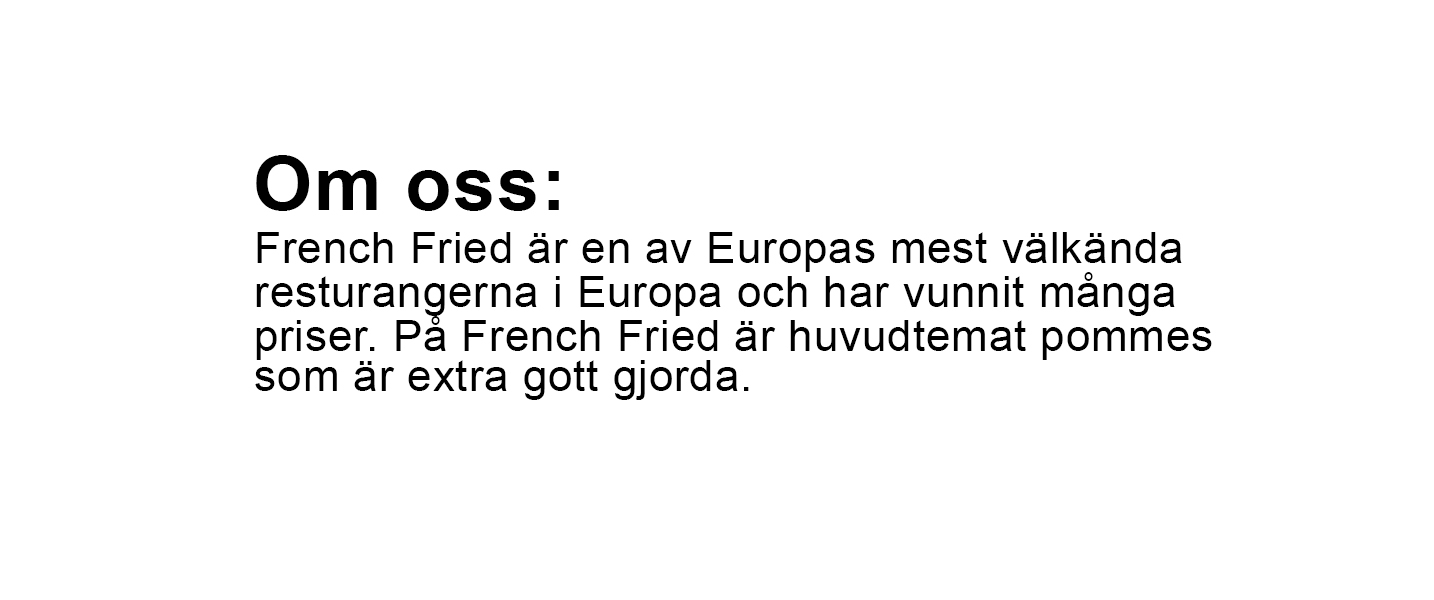 Om oss:
French Fried är en av Europas mest välkända
resturangerna i Europa och har vunnit många
priser. På French Fried är huvudtemat pommes
som är extra gott gjorda.